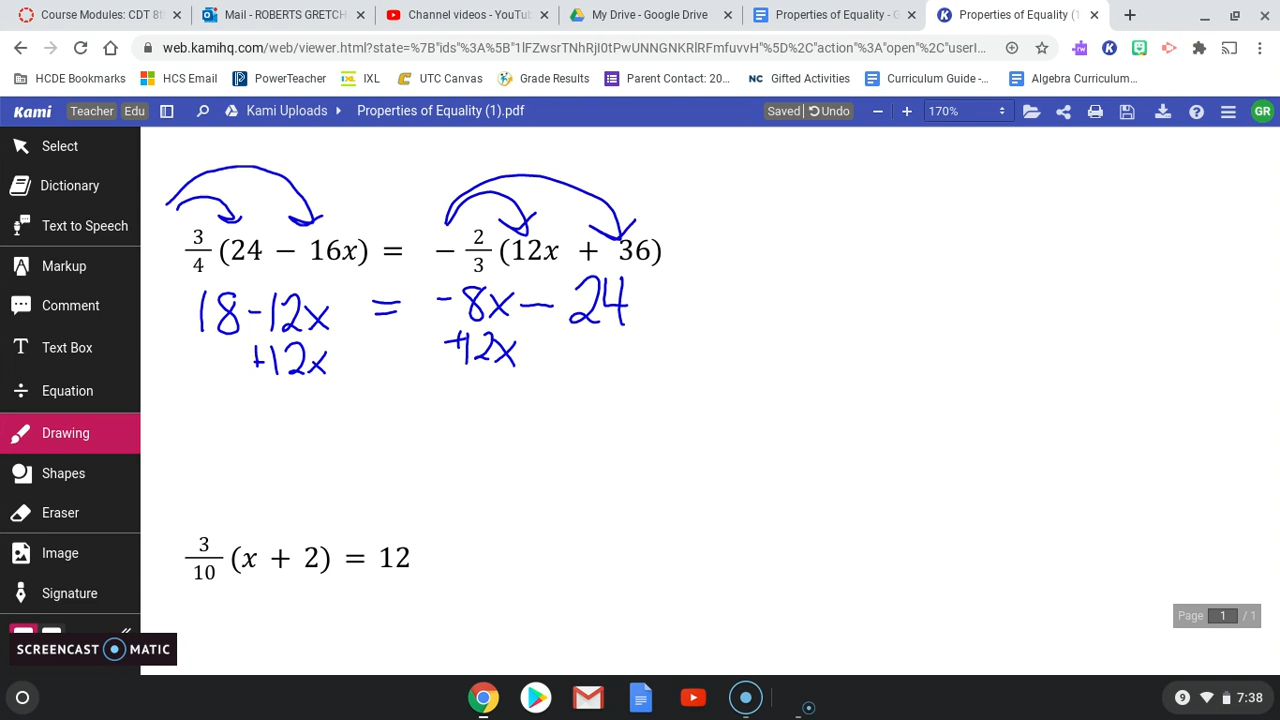 Course Modules: CDT 8t
Mail - ROBERTS GRETCH
Channel videos - YouTu
My Drive - Google Drive
Properties of Equality - G
Properties of Equality (1
web.kamihq.com/web/viewer.html?state=%7B"ids"%3A%5B"1lFZwsrTNhRjI0tPwUNNGNKRlRFmfuvvH"%5D%2C"action"%3A"open"%2C"userI...
HCDE Bookmarks
HCS Email
PowerTeacher
IXL
UTC Canvas
Grade Results
Parent Contact: 20...
NC Gifted Activities
Curriculum Guide -...
Algebra Curriculum...
Kami Teacher Edu Kami Uploads Properties of Equality (1).pdf Saved Undo 170% GR
Select
Dictionary
Text to Speech
Markup
Comment
Text Box
Equation
Drawing
Shapes
Eraser
Image
Signature
3/4 (24 − 16x) = − 2/3 (12x + 36)
18-12x = -8x - 24
+12x +12x
3/10 (x + 2) = 12
Page 1 / 1
SCREENCAST MATIC
9 7:38